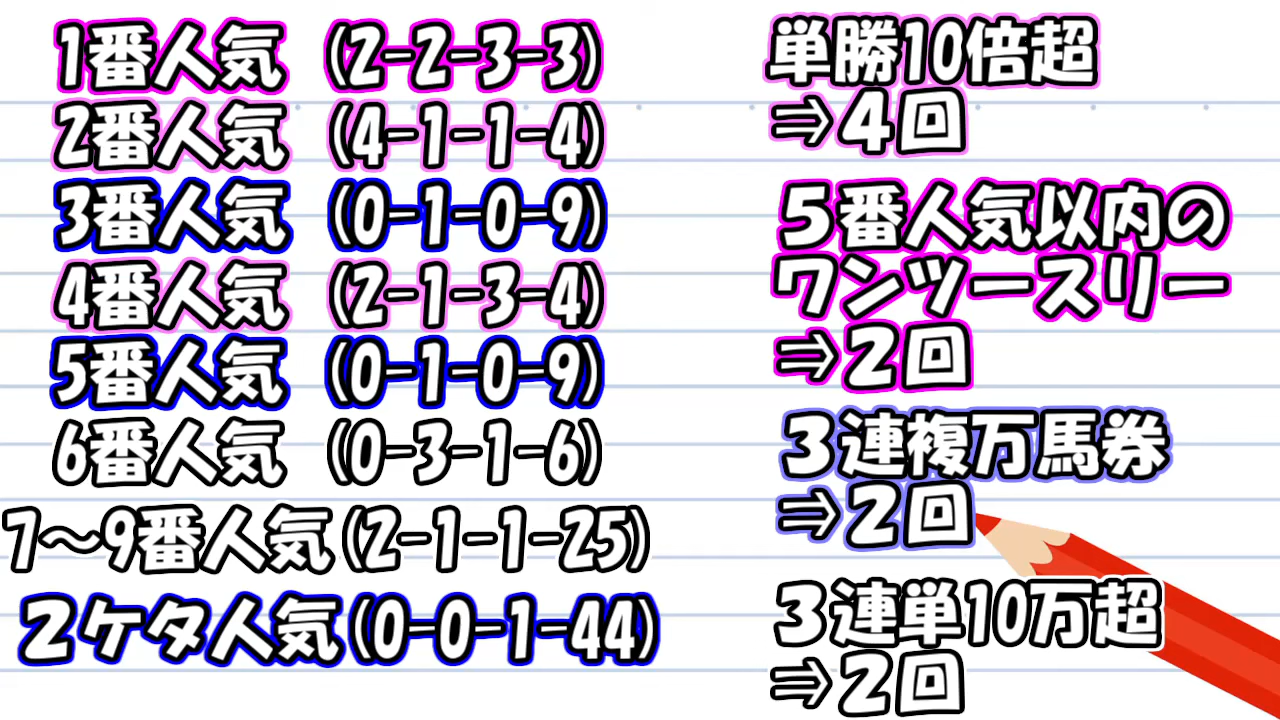 1番人気 (2-2-3-3)
2番人気 (4-1-1-4)
3番人気 (0-1-0-9)
4番人気 (2-1-3-4)
5番人気 (0-1-0-9)
6番人気 (0-3-1-6)
7～9番人気(2-1-1-25)
２ケタ人気(0-0-1-44)
単勝10倍超
⇒４回
５番人気以内の
ワンツースリー
⇒２回
３連複万馬券
⇒２回
３連単10万超
⇒２回